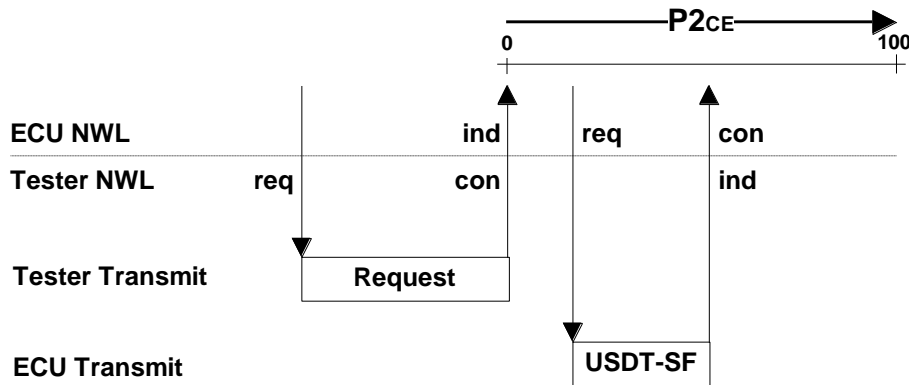 P2CE
0 100
ECU NWL ind req con
Tester NWL req con ind
Tester Transmit Request
ECU Transmit USDT-SF